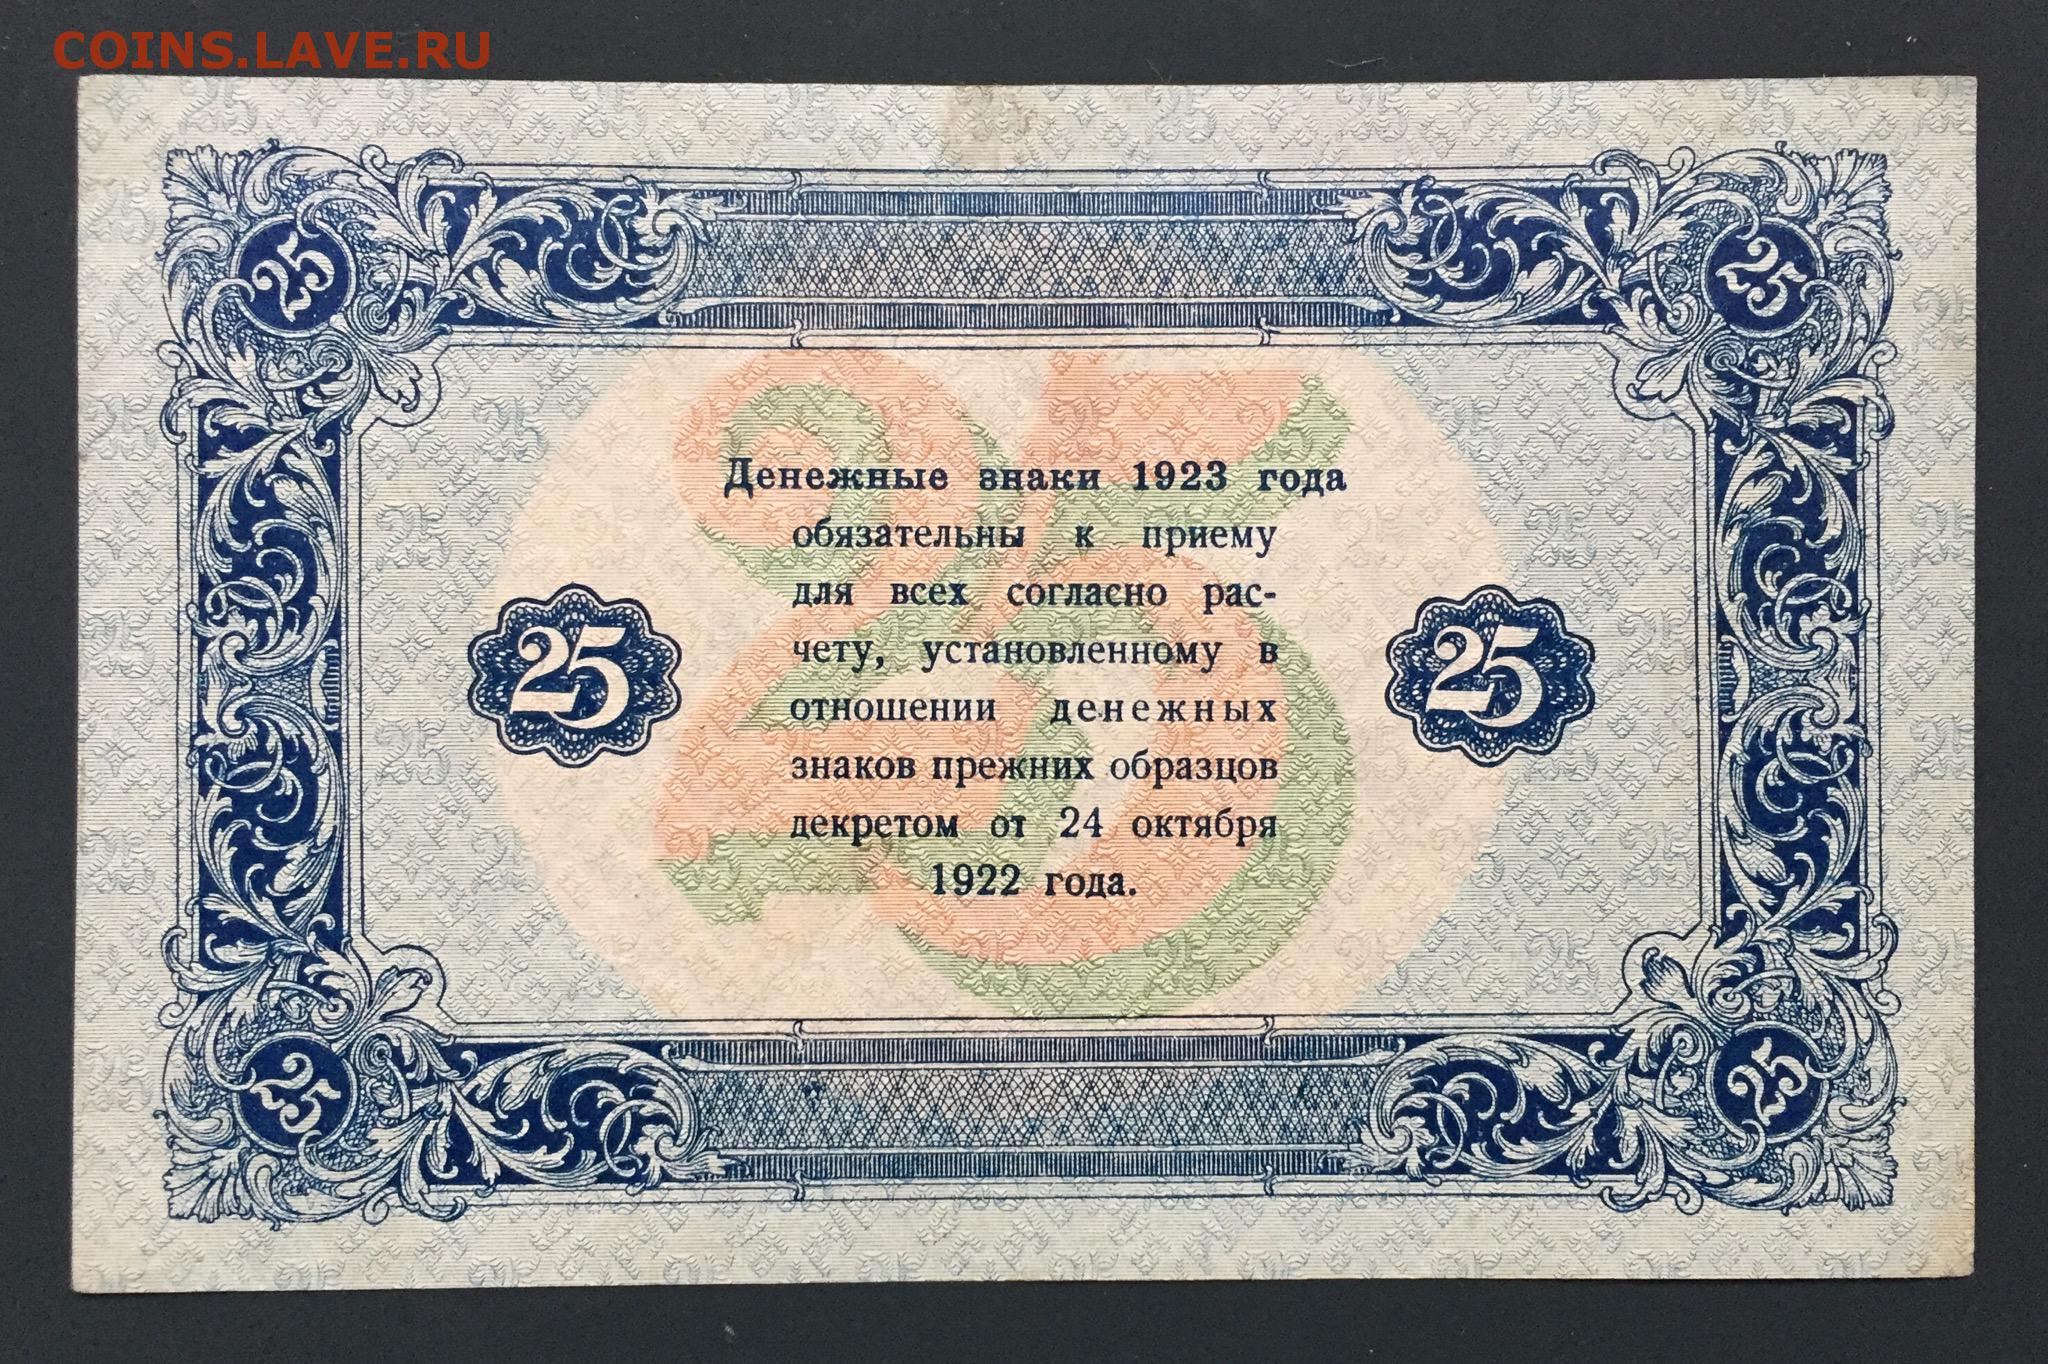 COINS.LAVE.RU
25 25
Денежные знаки 1923 года
обязательны к приему
для всех согласно рас-
чету, установленному в
отношении денежных
знаков прежних образцов
декретом от 24 октября
1922 года.
25 25
25 25